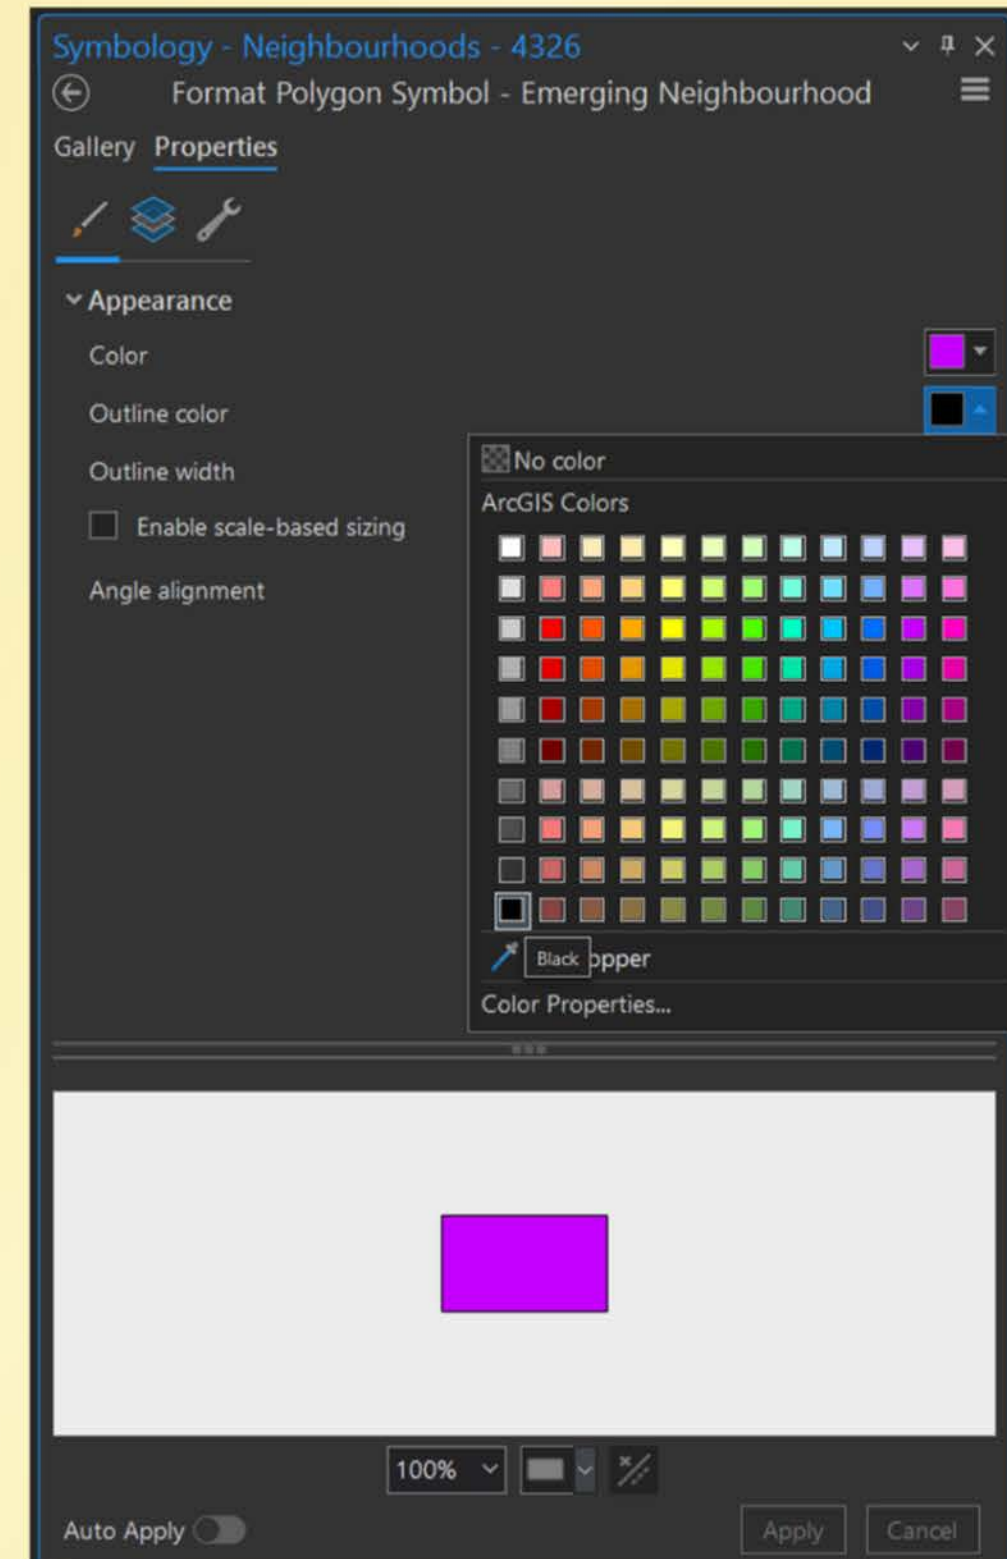 Symbology - Neighbourhoods - 4326
Format Polygon Symbol - Emerging Neighbourhood
Gallery Properties
Appearance
Color
Outline color
Outline width
No color
ArcGIS Colors
Enable scale-based sizing
Angle alignment
Black
opper
Color Properties...
100%
Auto Apply
Apply
Cancel